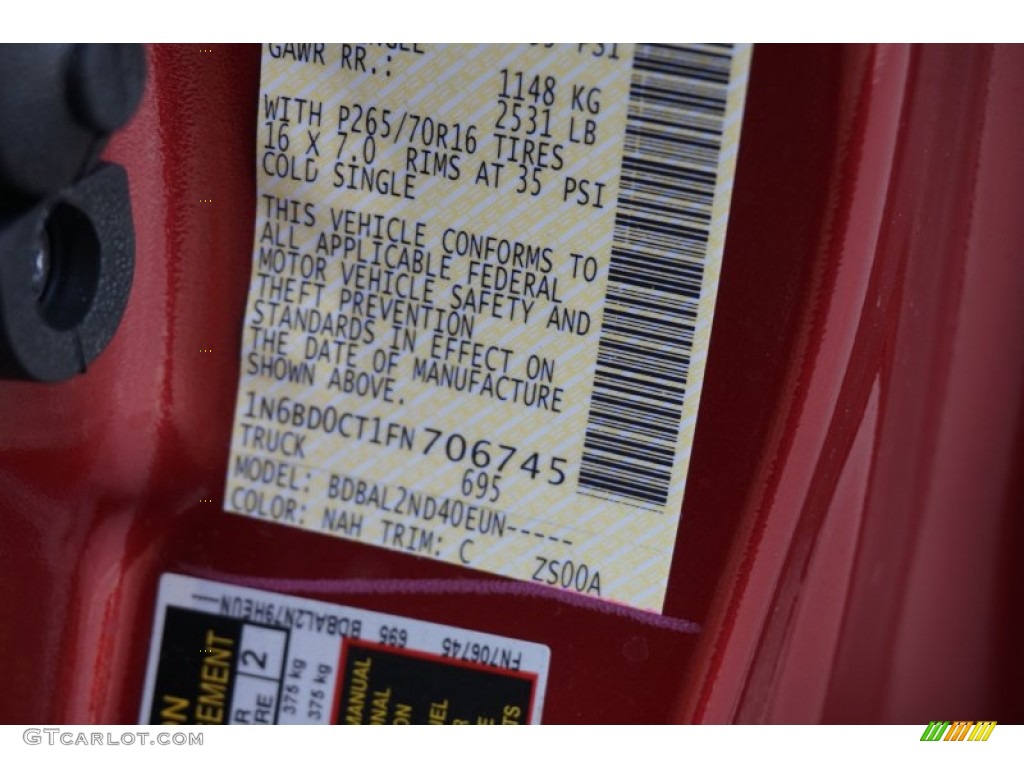 PSI
GAWR RR.:
1148 KG
2531 LB
WITH P265/70R16 TIRES
16 X 7.0 RIMS AT 35 PSI
COLD SINGLE
THIS VEHICLE CONFORMS TO
ALL APPLICABLE FEDERAL
MOTOR VEHICLE SAFETY AND
THEFT PREVENTION
STANDARDS IN EFFECT ON
THE DATE OF MANUFACTURE
SHOWN ABOVE.
1N6BD0CT1FN706745
TRUCK 695
MODEL: BDBAL2ND40EUN-----
COLOR: NAH TRIM: C ZS00A
FN706745 695 BDBAL2N79HEUN---
2
375 kg
375 kg
MANUAL
GTCARLOT.COM